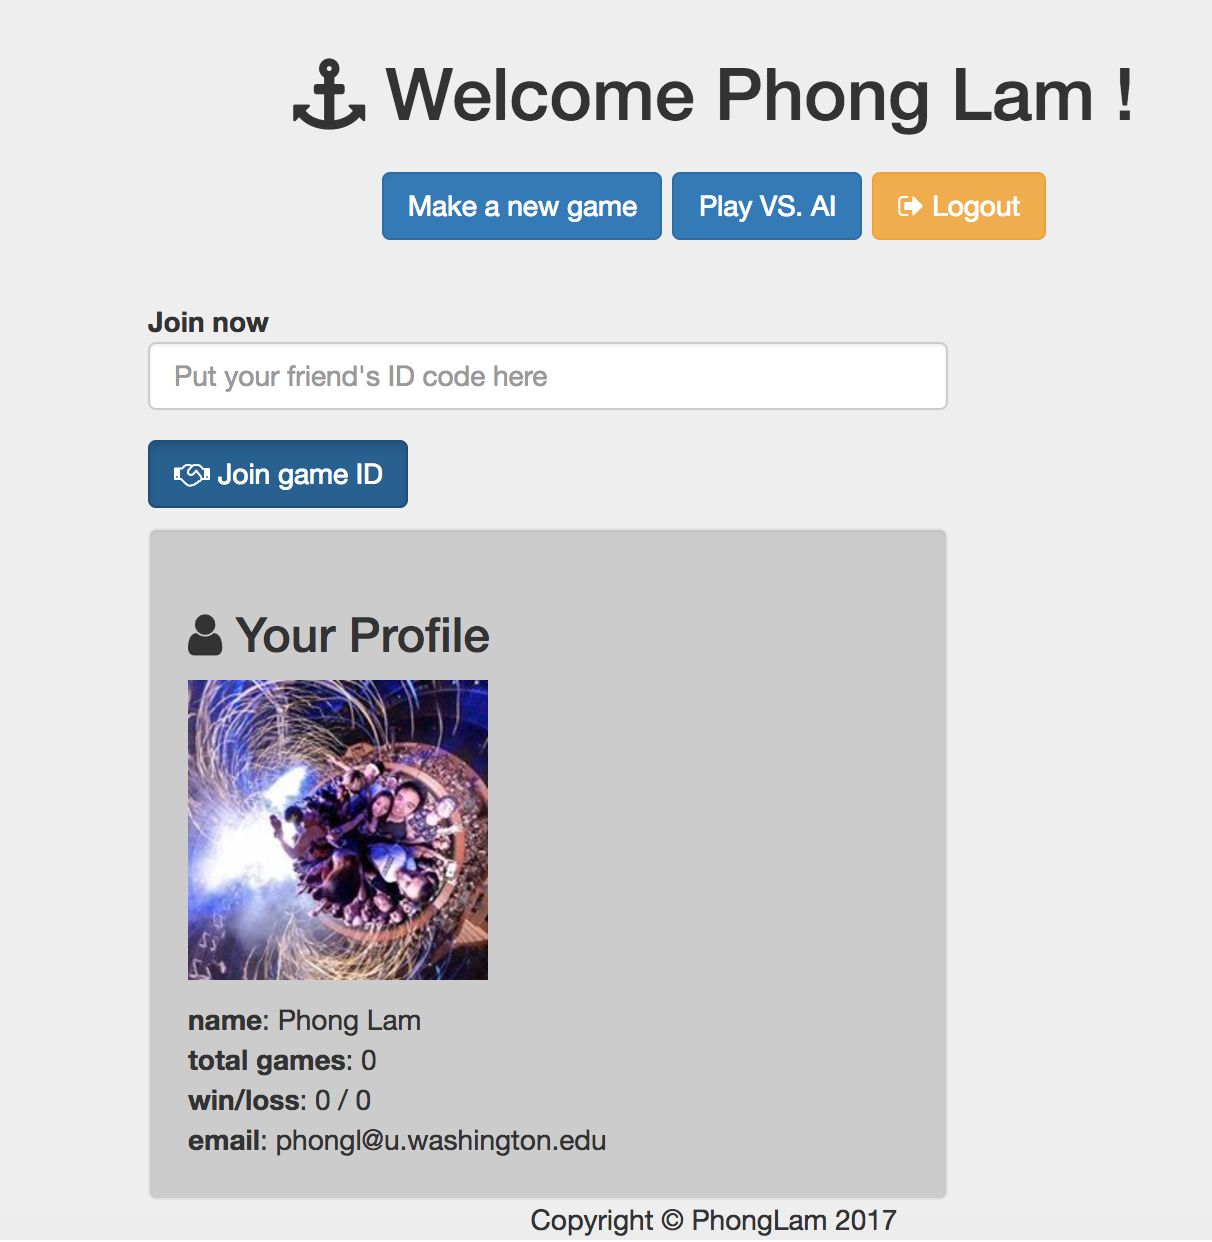 Welcome Phong Lam !
Make a new game Play VS. AI Logout
Join now
Put your friend's ID code here
Join game ID
Your Profile
name: Phong Lam
total games: 0
win/loss: 0 / 0
email: phongl@u.washington.edu
Copyright © PhongLam 2017